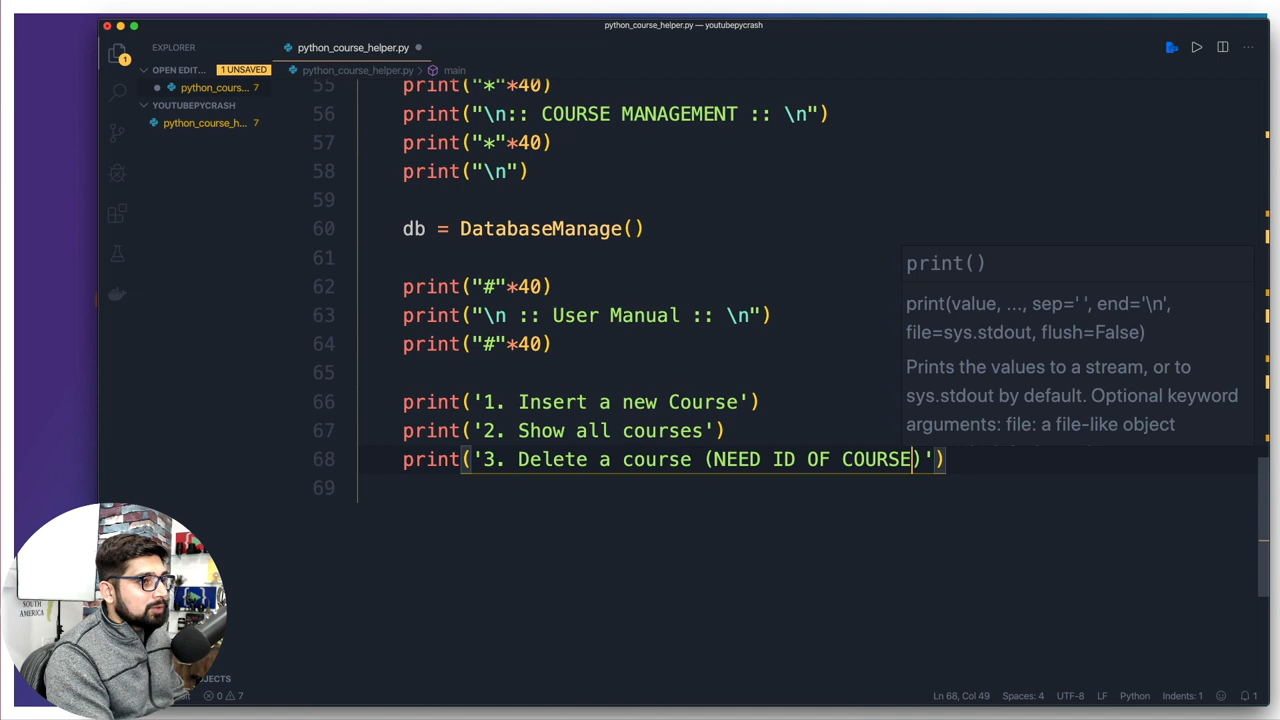 python_course_helper.py — youtubepycrash
EXPLORER
python_course_helper.py
OPEN EDIT... 1 UNSAVED
python_course_helper.py > main
python_cours... 7
YOUTUBEPYCRASH
python_course_h... 7
1
55 print("*"*40)
56 print("\n:: COURSE MANAGEMENT :: \n")
57 print("*"*40)
58 print("\n")
59
60 db = DatabaseManage()
61
62 print("#"*40)
63 print("\n :: User Manual :: \n")
64 print("#"*40)
65
66 print('1. Insert a new Course')
67 print('2. Show all courses')
68 print('3. Delete a course (NEED ID OF COURSE)')
69
print()
print(value, ..., sep=' ', end='\n',
file=sys.stdout, flush=False)
Prints the values to a stream, or to
sys.stdout by default. Optional keyword
arguments: file: a file-like object
SOUTH
AMERICA
JECTS
0 7
Ln 68, Col 49 Spaces: 4 UTF-8 LF Python Indents: 1 1